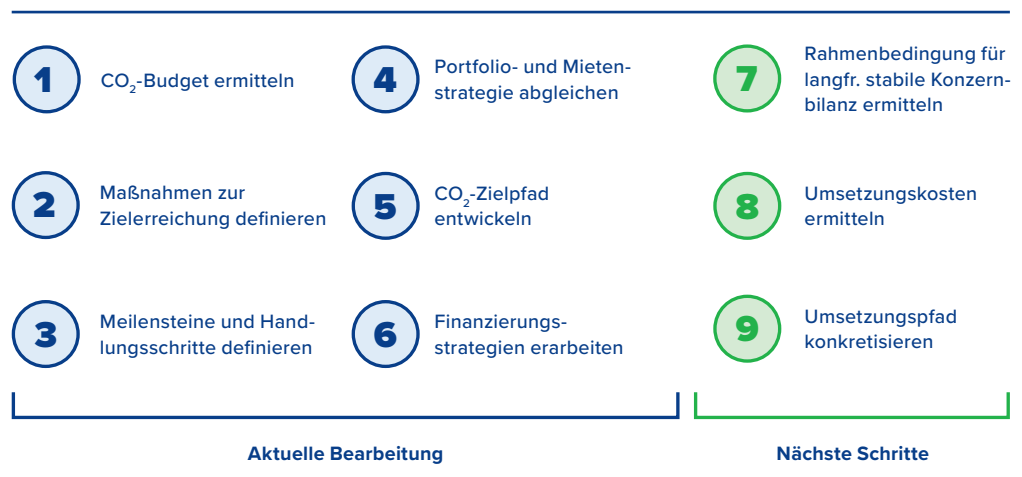 1
CO₂-Budget ermitteln
2
Maßnahmen zur
Zielerreichung definieren
3
Meilensteine und Hand-
lungsschritte definieren
4
Portfolio- und Mieten-
strategie abgleichen
5
CO₂-Zielpfad
entwickeln
6
Finanzierungs-
strategien erarbeiten
7
Rahmenbedingung für
langfr. stabile Konzern-
bilanz ermitteln
8
Umsetzungskosten
ermitteln
9
Umsetzungspfad
konkretisieren
Aktuelle Bearbeitung
Nächste Schritte